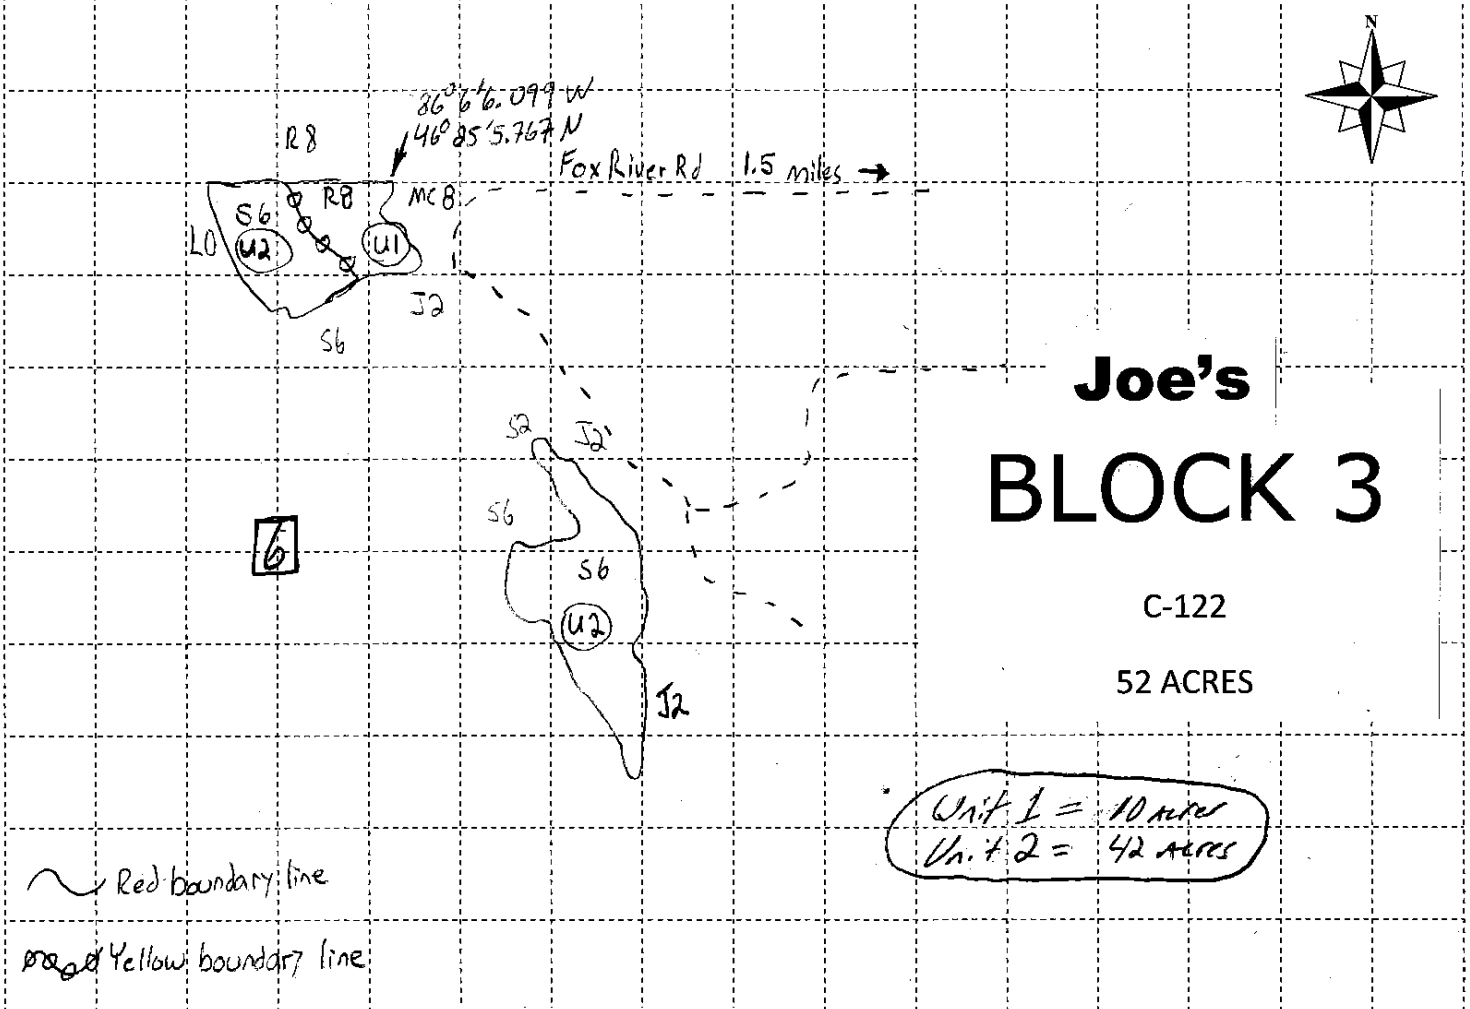 N
86°6'6.099 W
46°25'5.767 N
R8
Fox River Rd 1.5 miles
R8
MC8
S6
L0
U2
U1
J2
S6
Joe's
S2
J2
BLOCK 3
S6
6
S6
C-122
U2
52 ACRES
J2
Unit 1 = 10 Acres
Unit 2 = 42 Acres
Red boundary line
Yellow boundary line